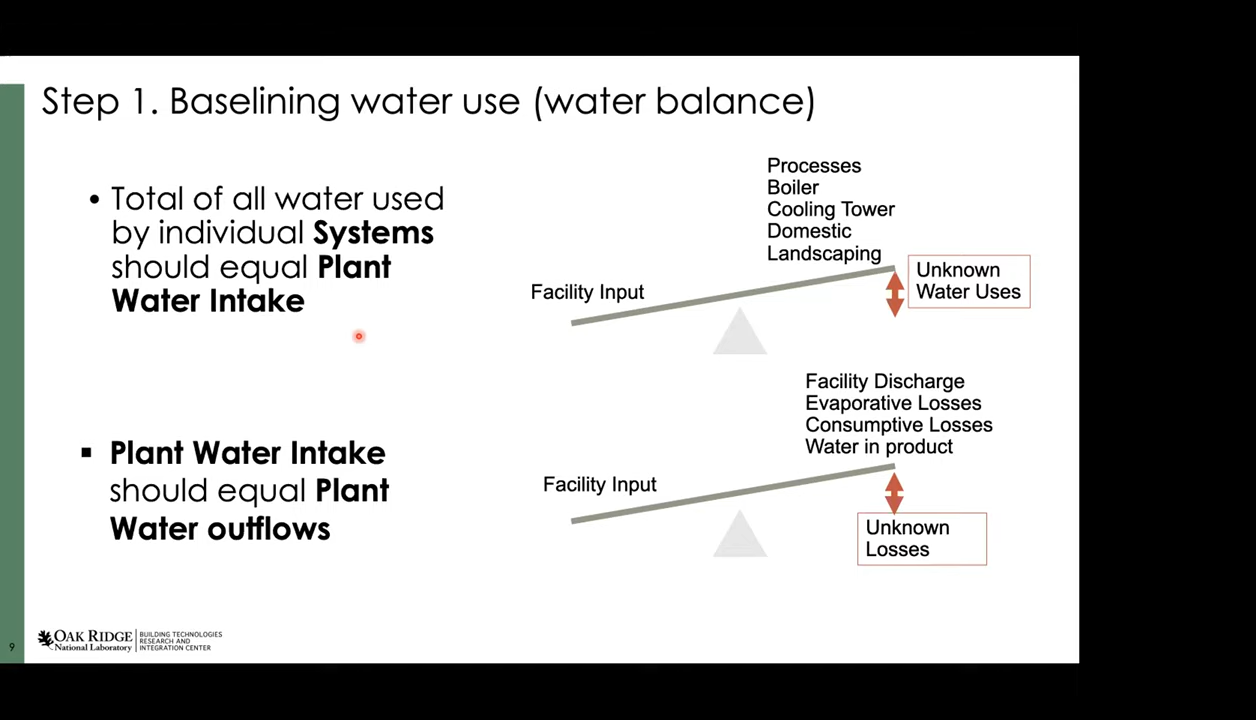 Step 1. Baselining water use (water balance)
• Total of all water used
by individual Systems
should equal Plant
Water Intake
Processes
Boiler
Cooling Tower
Domestic
Landscaping
Facility Input
Unknown
Water Uses
▪ Plant Water Intake
should equal Plant
Water outflows
Facility Discharge
Evaporative Losses
Consumptive Losses
Water in product
Facility Input
Unknown
Losses
9
OAK RIDGE
National Laboratory
BUILDING TECHNOLOGIES
RESEARCH AND
INTEGRATION CENTER